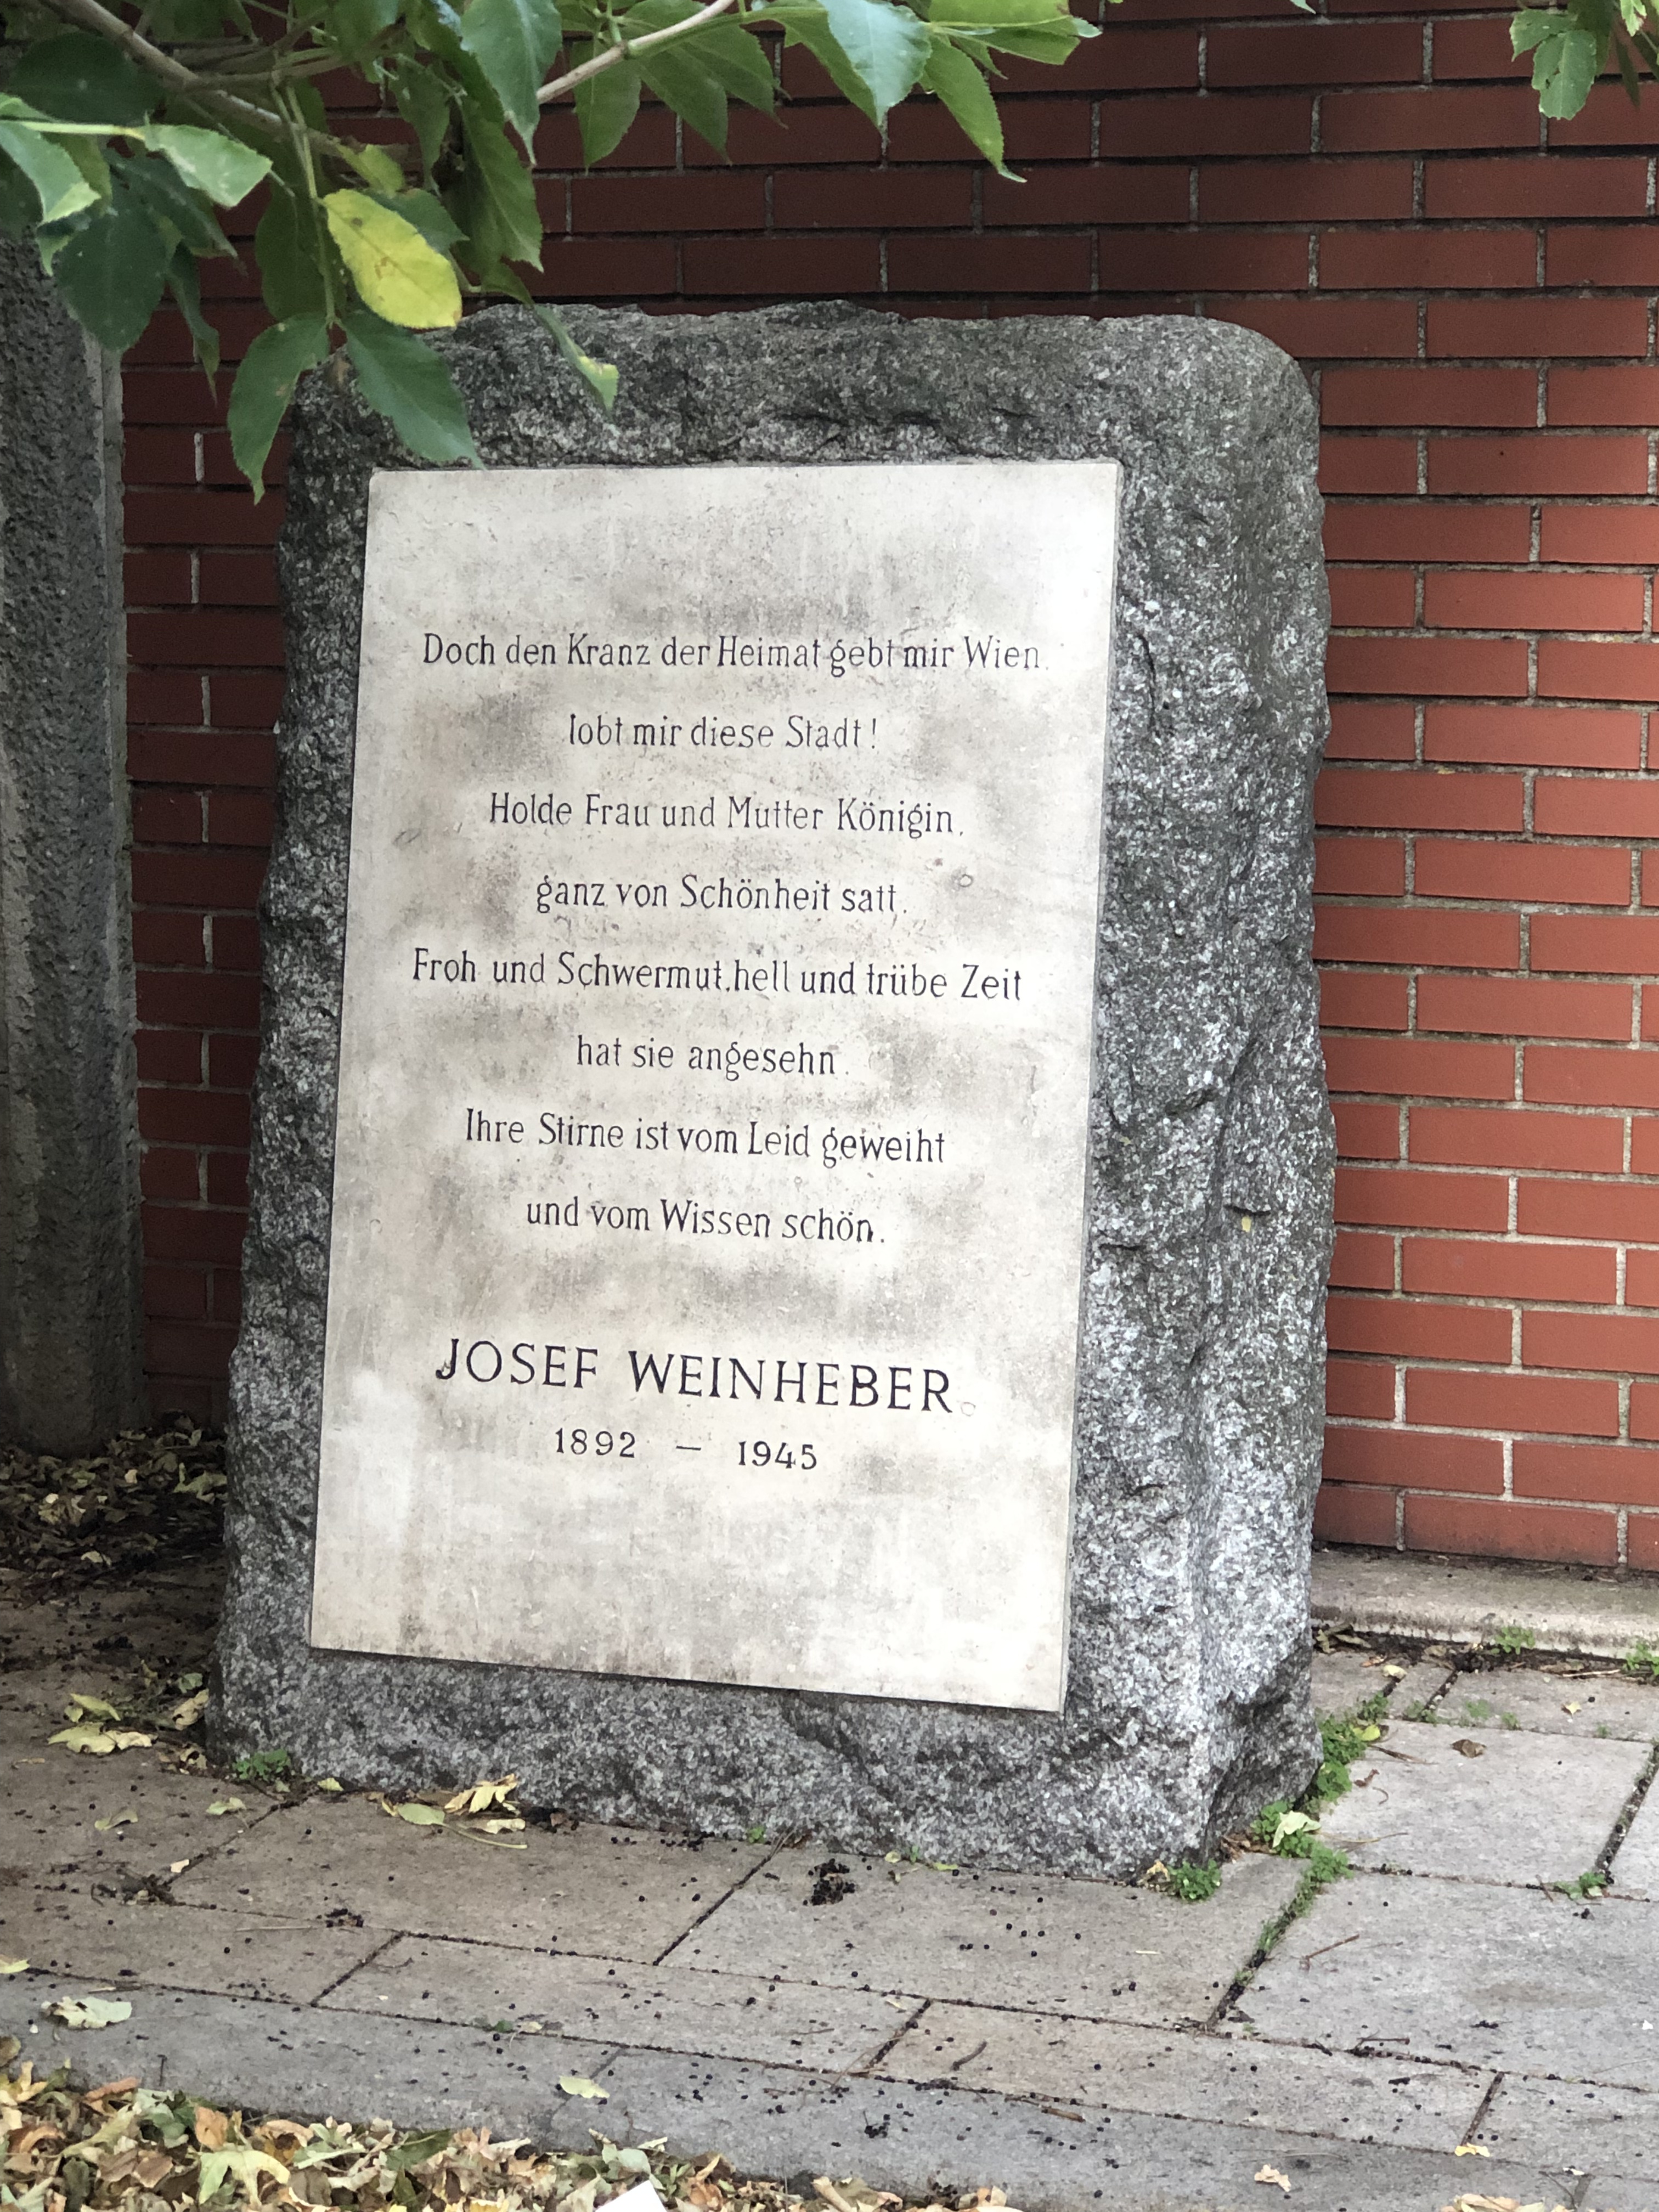 Doch den Kranz der Heimat gebt mir Wien,
lobt mir diese Stadt!
Holde Frau und Mutter Königin,
ganz von Schönheit satt.
Froh und Schwermut, hell und trübe Zeit
hat sie angesehn.
Ihre Stirne ist vom Leid geweiht
und vom Wissen schön.
JOSEF WEINHEBER
1892 — 1945